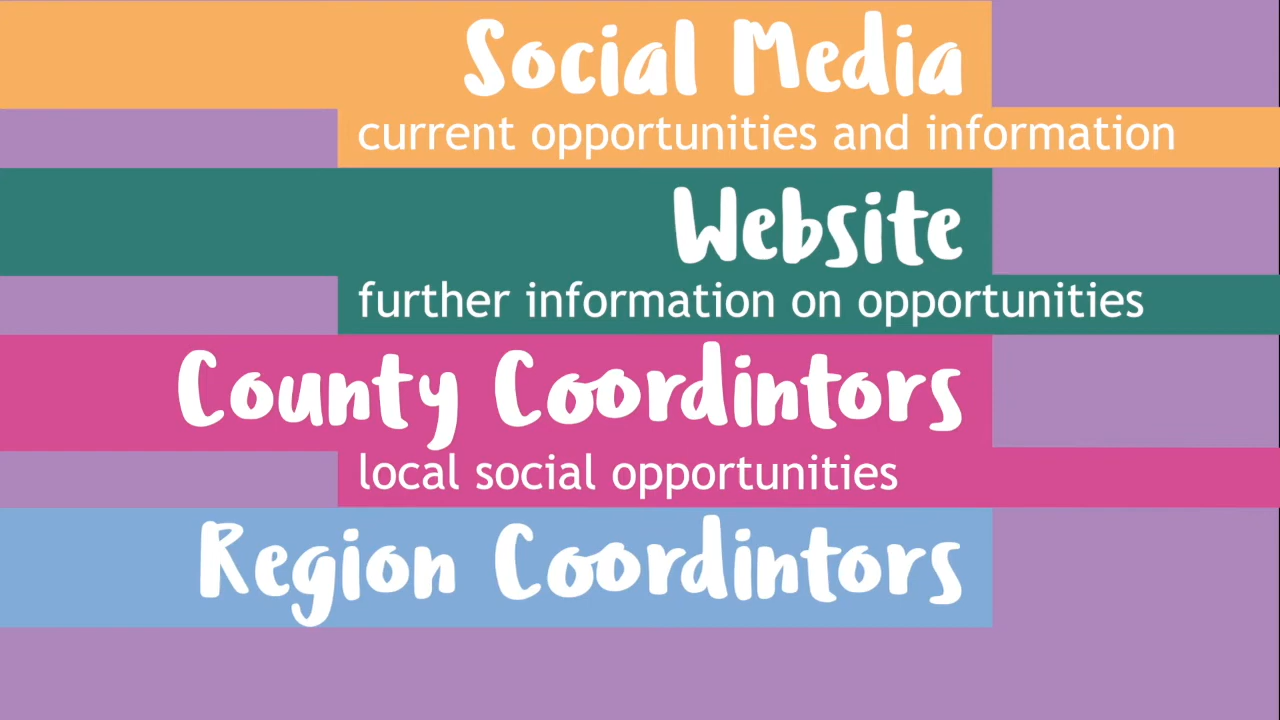 Social Media
current opportunities and information
Website
further information on opportunities
County Coordintors
local social opportunities
Region Coordintors